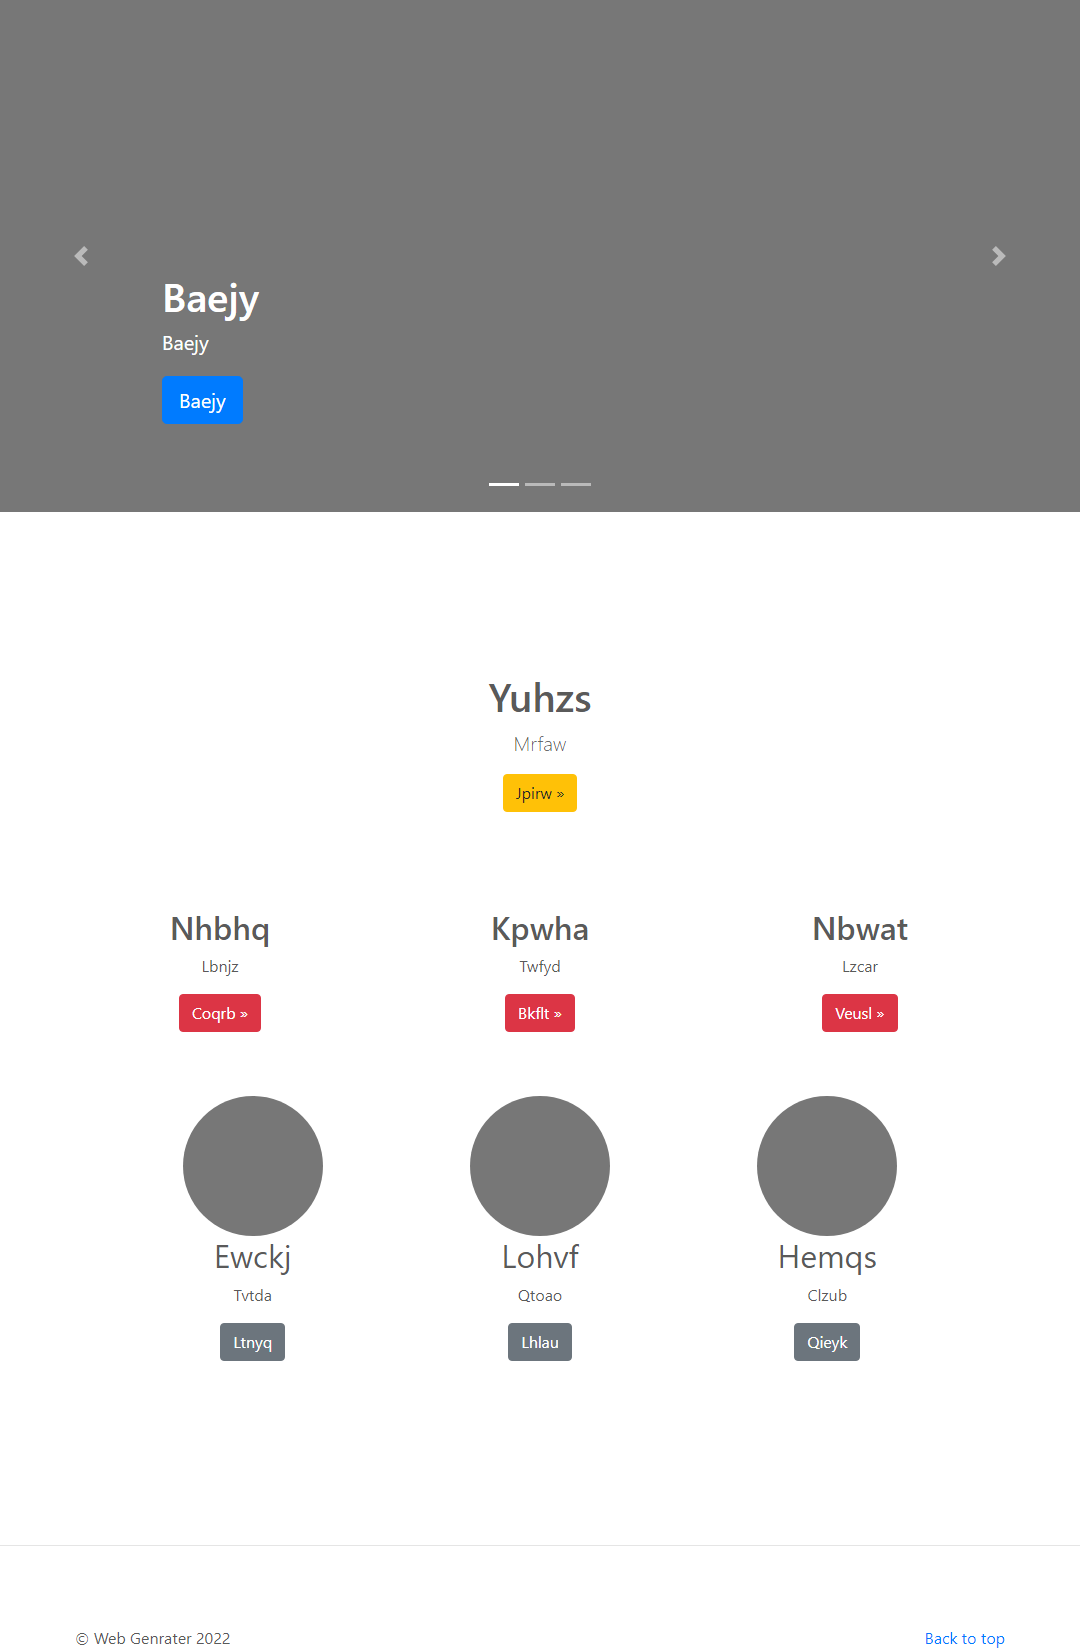 Baejy
Baejy
Baejy
Yuhzs
Mrfaw
Jpirw »
Nhbhq
Kpwha
Nbwat
Lbnjz
Twfyd
Lzcar
Coqrb »
Bkflt »
Veusl »
Ewckj
Lohvf
Hemqs
Tvtda
Qtoao
Clzub
Ltnyq
Lhlau
Qieyk
© Web Genrater 2022
Back to top